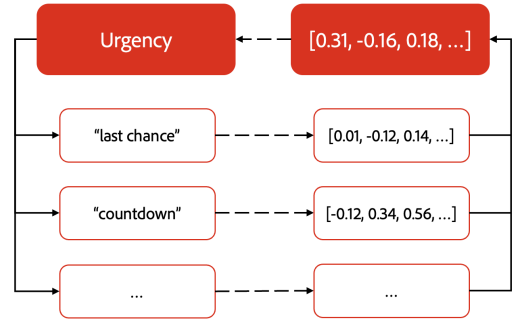 Urgency
[0.31, -0.16, 0.18, ...]
“last chance”
[0.01, -0.12, 0.14, ...]
“countdown”
[-0.12, 0.34, 0.56, ...]
...
...